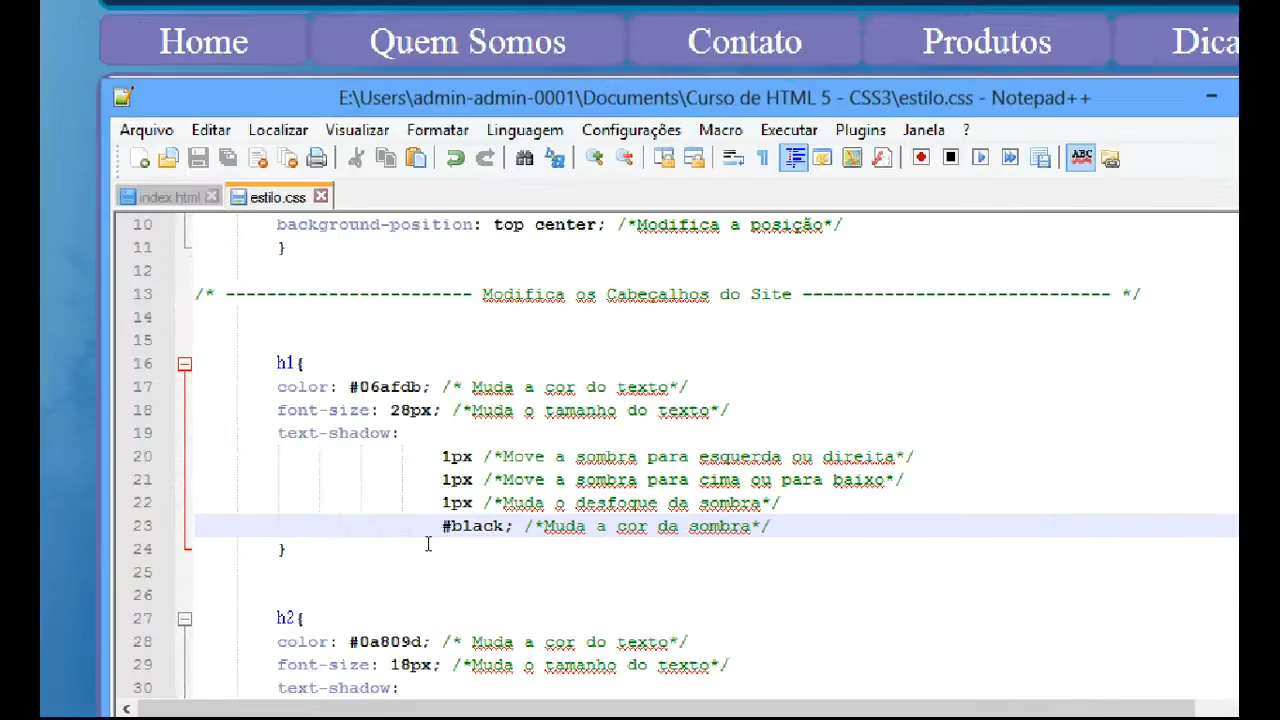 Home Quem Somos Contato Produtos Dica
E:\Users\admin-admin-0001\Documents\Curso de HTML 5 - CSS3\estilo.css - Notepad++
Arquivo Editar Localizar Visualizar Formatar Linguagem Configurações Macro Executar Plugins Janela ?
ABC
index.html estilo.css
10 background-position: top center; /*Modifica a posição*/
11 }
12
13 /* ------------------------ Modifica os Cabeçalhos do Site ------------------------------ */
14
15
16 h1{
17 color: #06afdb; /* Muda a cor do texto*/
18 font-size: 28px; /*Muda o tamanho do texto*/
19 text-shadow:
20 1px /*Move a sombra para esquerda ou direita*/
21 1px /*Move a sombra para cima ou para baixo*/
22 1px /*Muda o desfoque da sombra*/
23 #black; /*Muda a cor da sombra*/
24 }
25
26
27 h2{
28 color: #0a809d; /* Muda a cor do texto*/
29 font-size: 18px; /*Muda o tamanho do texto*/
30 text-shadow: